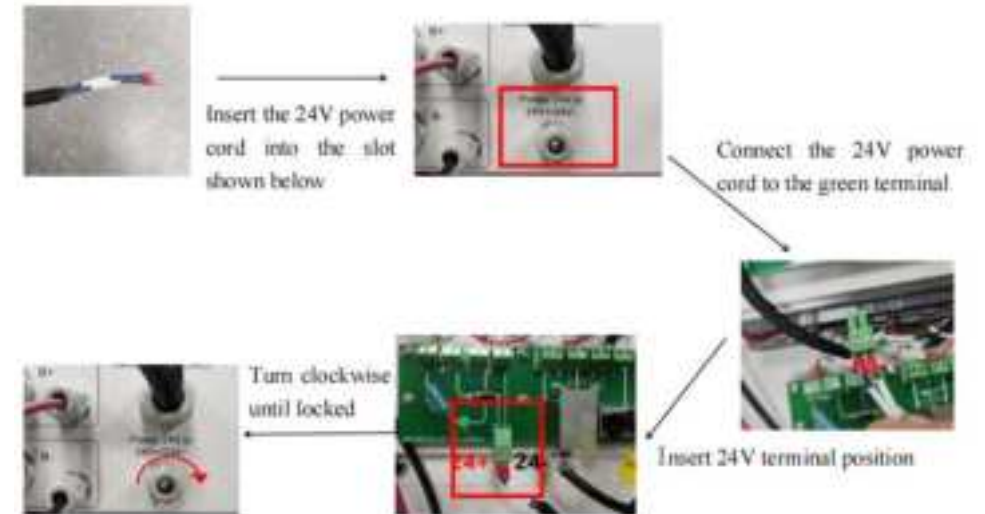 B+
Insert the 24V power
cord into the slot
shown below
Connect the 24V power
cord to the green terminal
Turn clockwise
until locked
24+ 24-
Insert 24V terminal position
B+